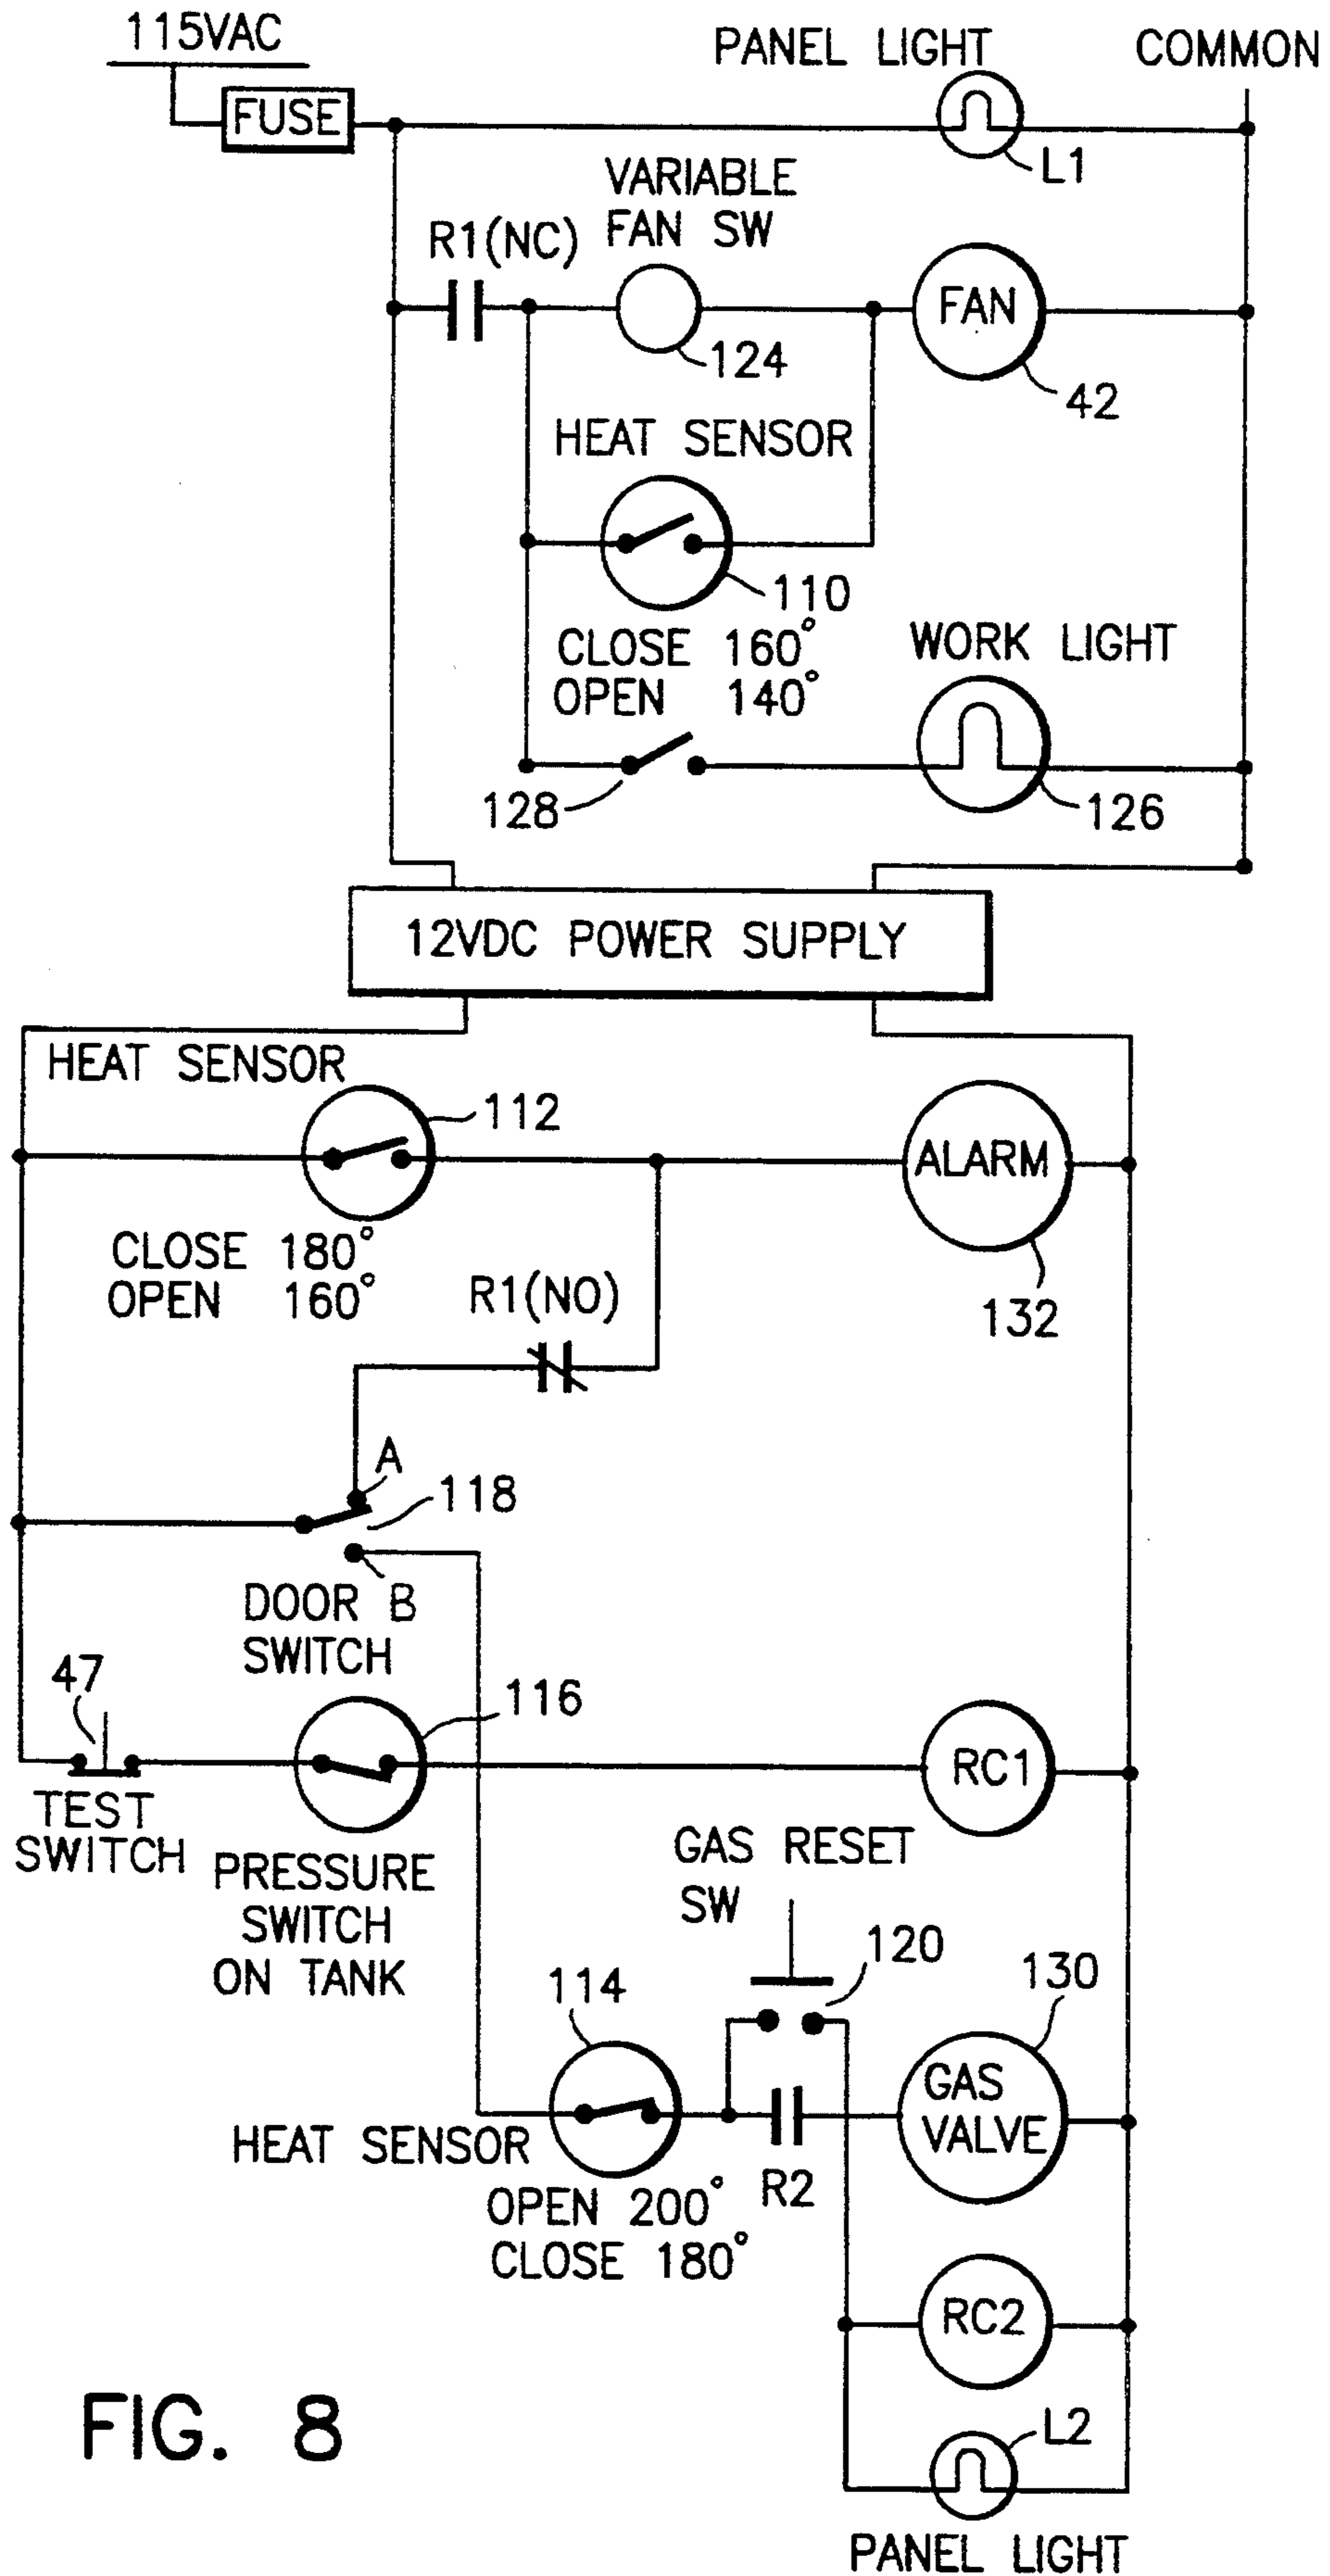 115VAC
PANEL LIGHT
COMMON
FUSE
L1
VARIABLE
FAN SW
R1(NC)
FAN
124
42
HEAT SENSOR
110
CLOSE 160°
OPEN 140°
WORK LIGHT
128
126
12VDC POWER SUPPLY
HEAT SENSOR
112
ALARM
CLOSE 180°
OPEN 160°
R1(NO)
132
A
118
B
DOOR
SWITCH
47
116
RC1
TEST
SWITCH
PRESSURE
SWITCH
ON TANK
GAS RESET
SW
120
114
130
GAS
VALVE
HEAT SENSOR
R2
OPEN 200°
CLOSE 180°
RC2
L2
PANEL LIGHT
FIG. 8